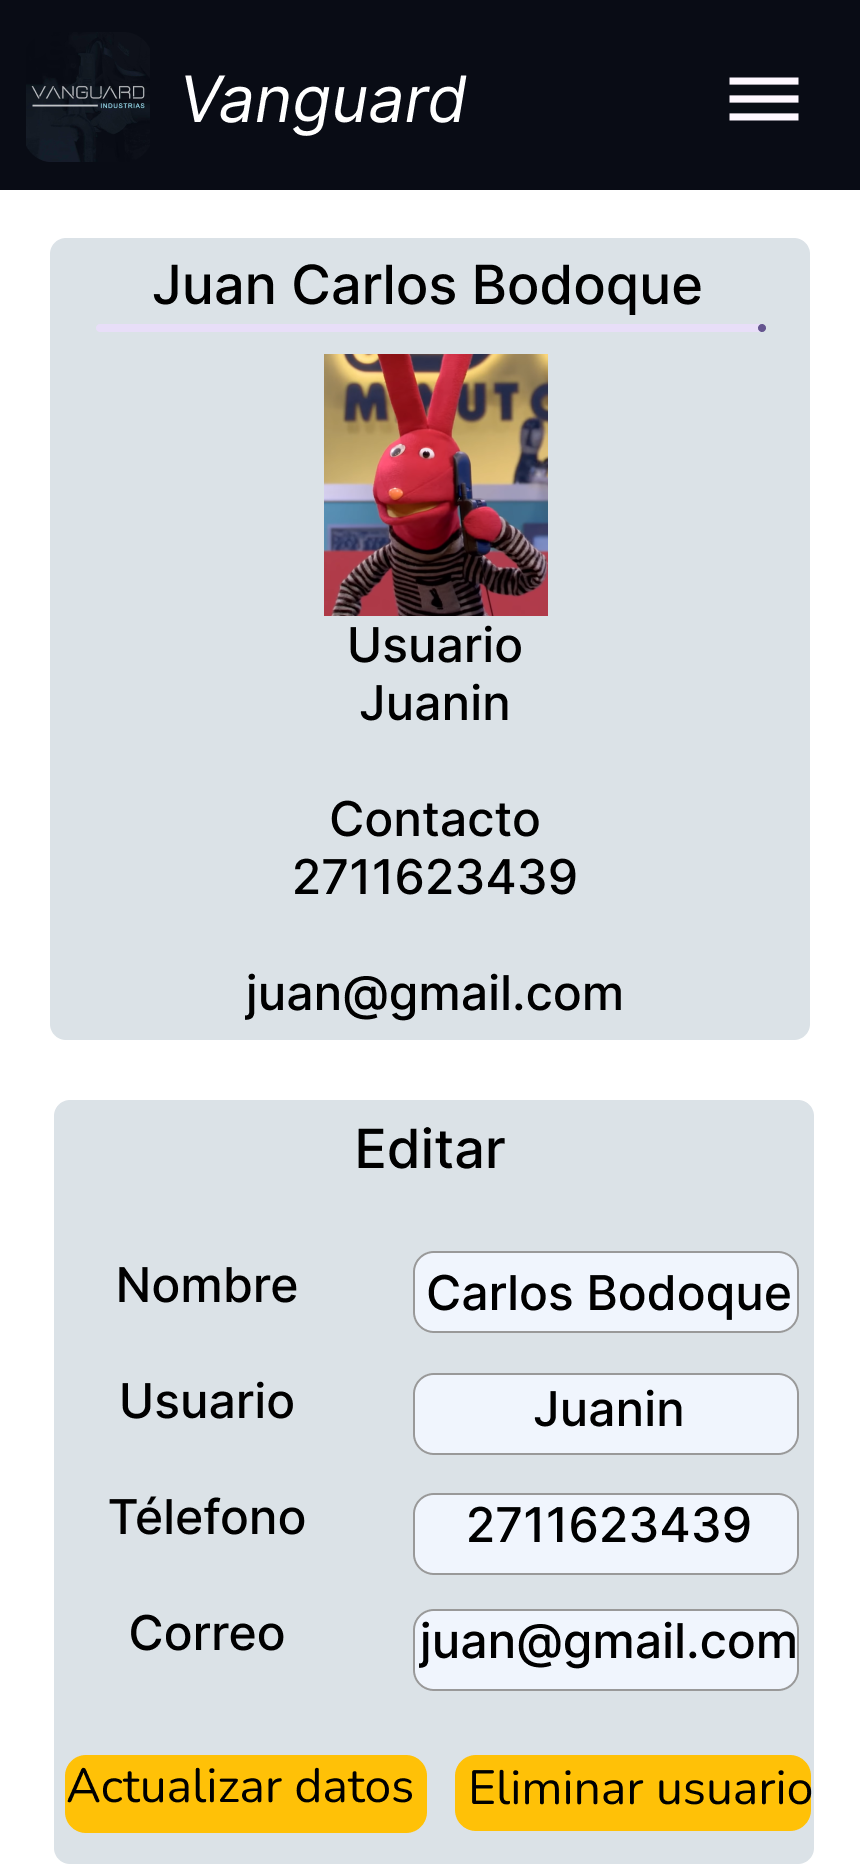 VANGUARD
INDUSTRIAS
Vanguard
Juan Carlos Bodoque
Usuario
Juanin
Contacto
2711623439
juan@gmail.com
Editar
Nombre
Carlos Bodoque
Usuario
Juanin
Télefono
2711623439
Correo
juan@gmail.com
Actualizar datos
Eliminar usuario